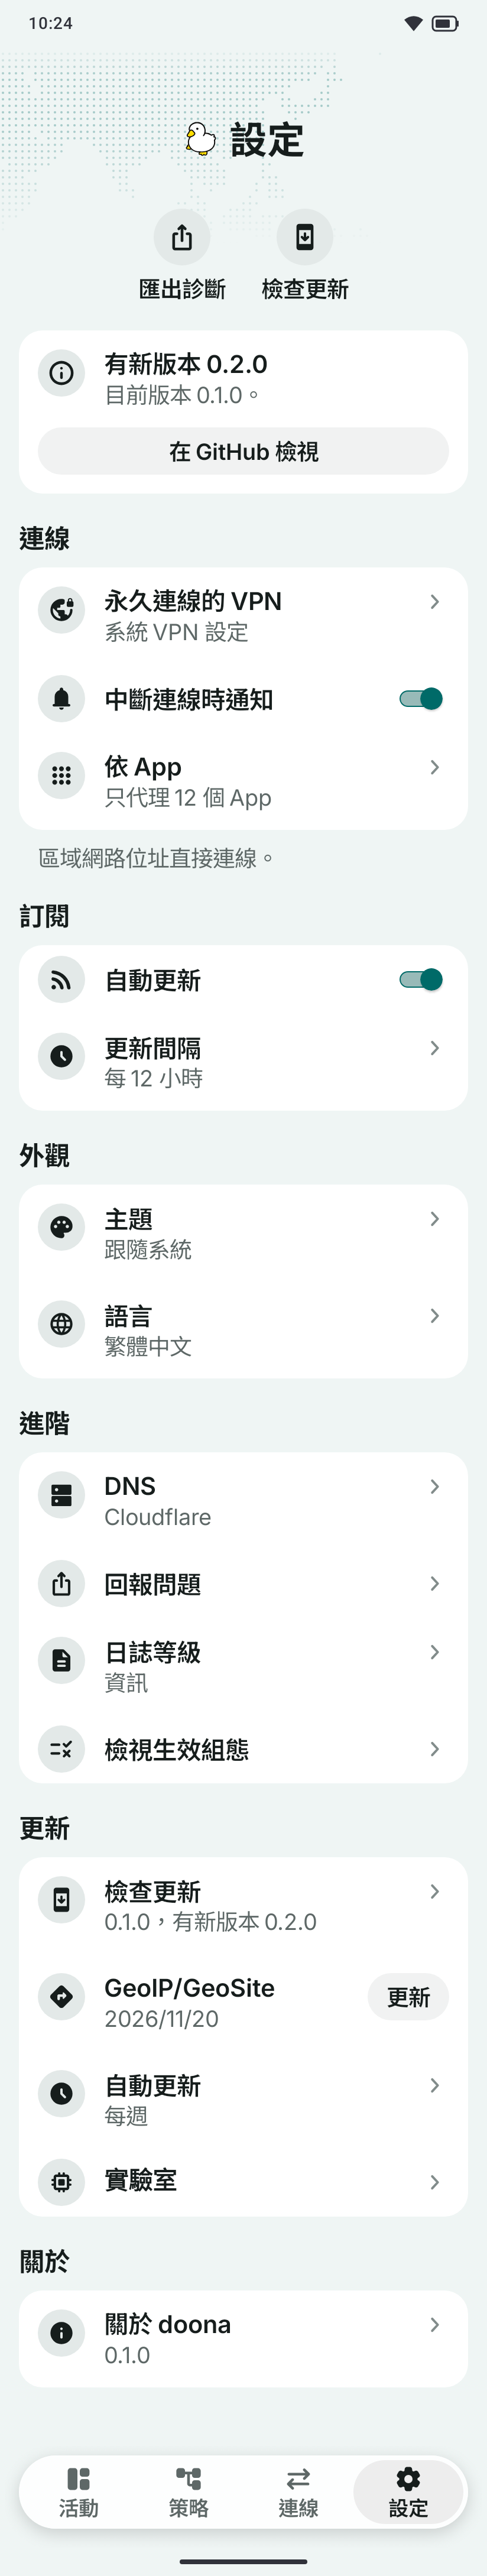 10:24
設定
匯出診斷
檢查更新
有新版本 0.2.0
目前版本 0.1.0。
在 GitHub 檢視
連線
永久連線的 VPN
系統 VPN 設定
中斷連線時通知
依 App
只代理 12 個 App
區域網路位址直接連線。
訂閱
自動更新
更新間隔
每 12 小時
外觀
主題
跟隨系統
語言
繁體中文
進階
DNS
Cloudflare
回報問題
日誌等級
資訊
檢視生效組態
更新
檢查更新
0.1.0，有新版本 0.2.0
GeoIP/GeoSite
2026/11/20
更新
自動更新
每週
實驗室
關於
關於 doona
0.1.0
活動
策略
連線
設定